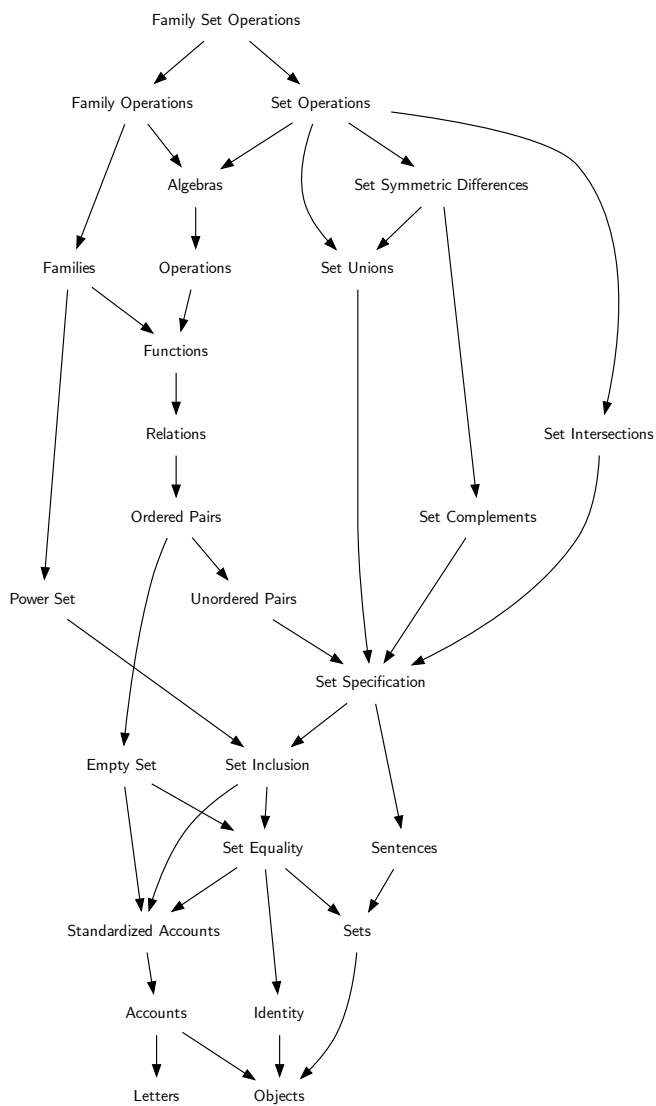 Family Set Operations
Family Operations
Set Operations
Algebras
Set Symmetric Differences
Families
Operations
Set Unions
Functions
Relations
Set Intersections
Ordered Pairs
Set Complements
Power Set
Unordered Pairs
Set Specification
Empty Set
Set Inclusion
Set Equality
Sentences
Standardized Accounts
Sets
Accounts
Identity
Letters
Objects